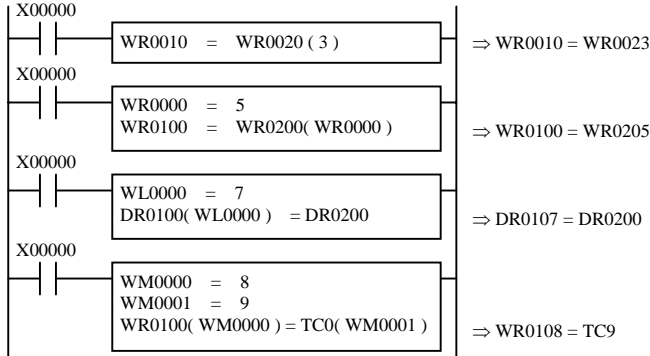 X00000
WR0010 = WR0020 ( 3 ) ⇒ WR0010 = WR0023
X00000
WR0000 = 5
WR0100 = WR0200( WR0000 ) ⇒ WR0100 = WR0205
X00000
WL0000 = 7
DR0100( WL0000 ) = DR0200 ⇒ DR0107 = DR0200
X00000
WM0000 = 8
WM0001 = 9
WR0100( WM0000 ) = TC0( WM0001 ) ⇒ WR0108 = TC9